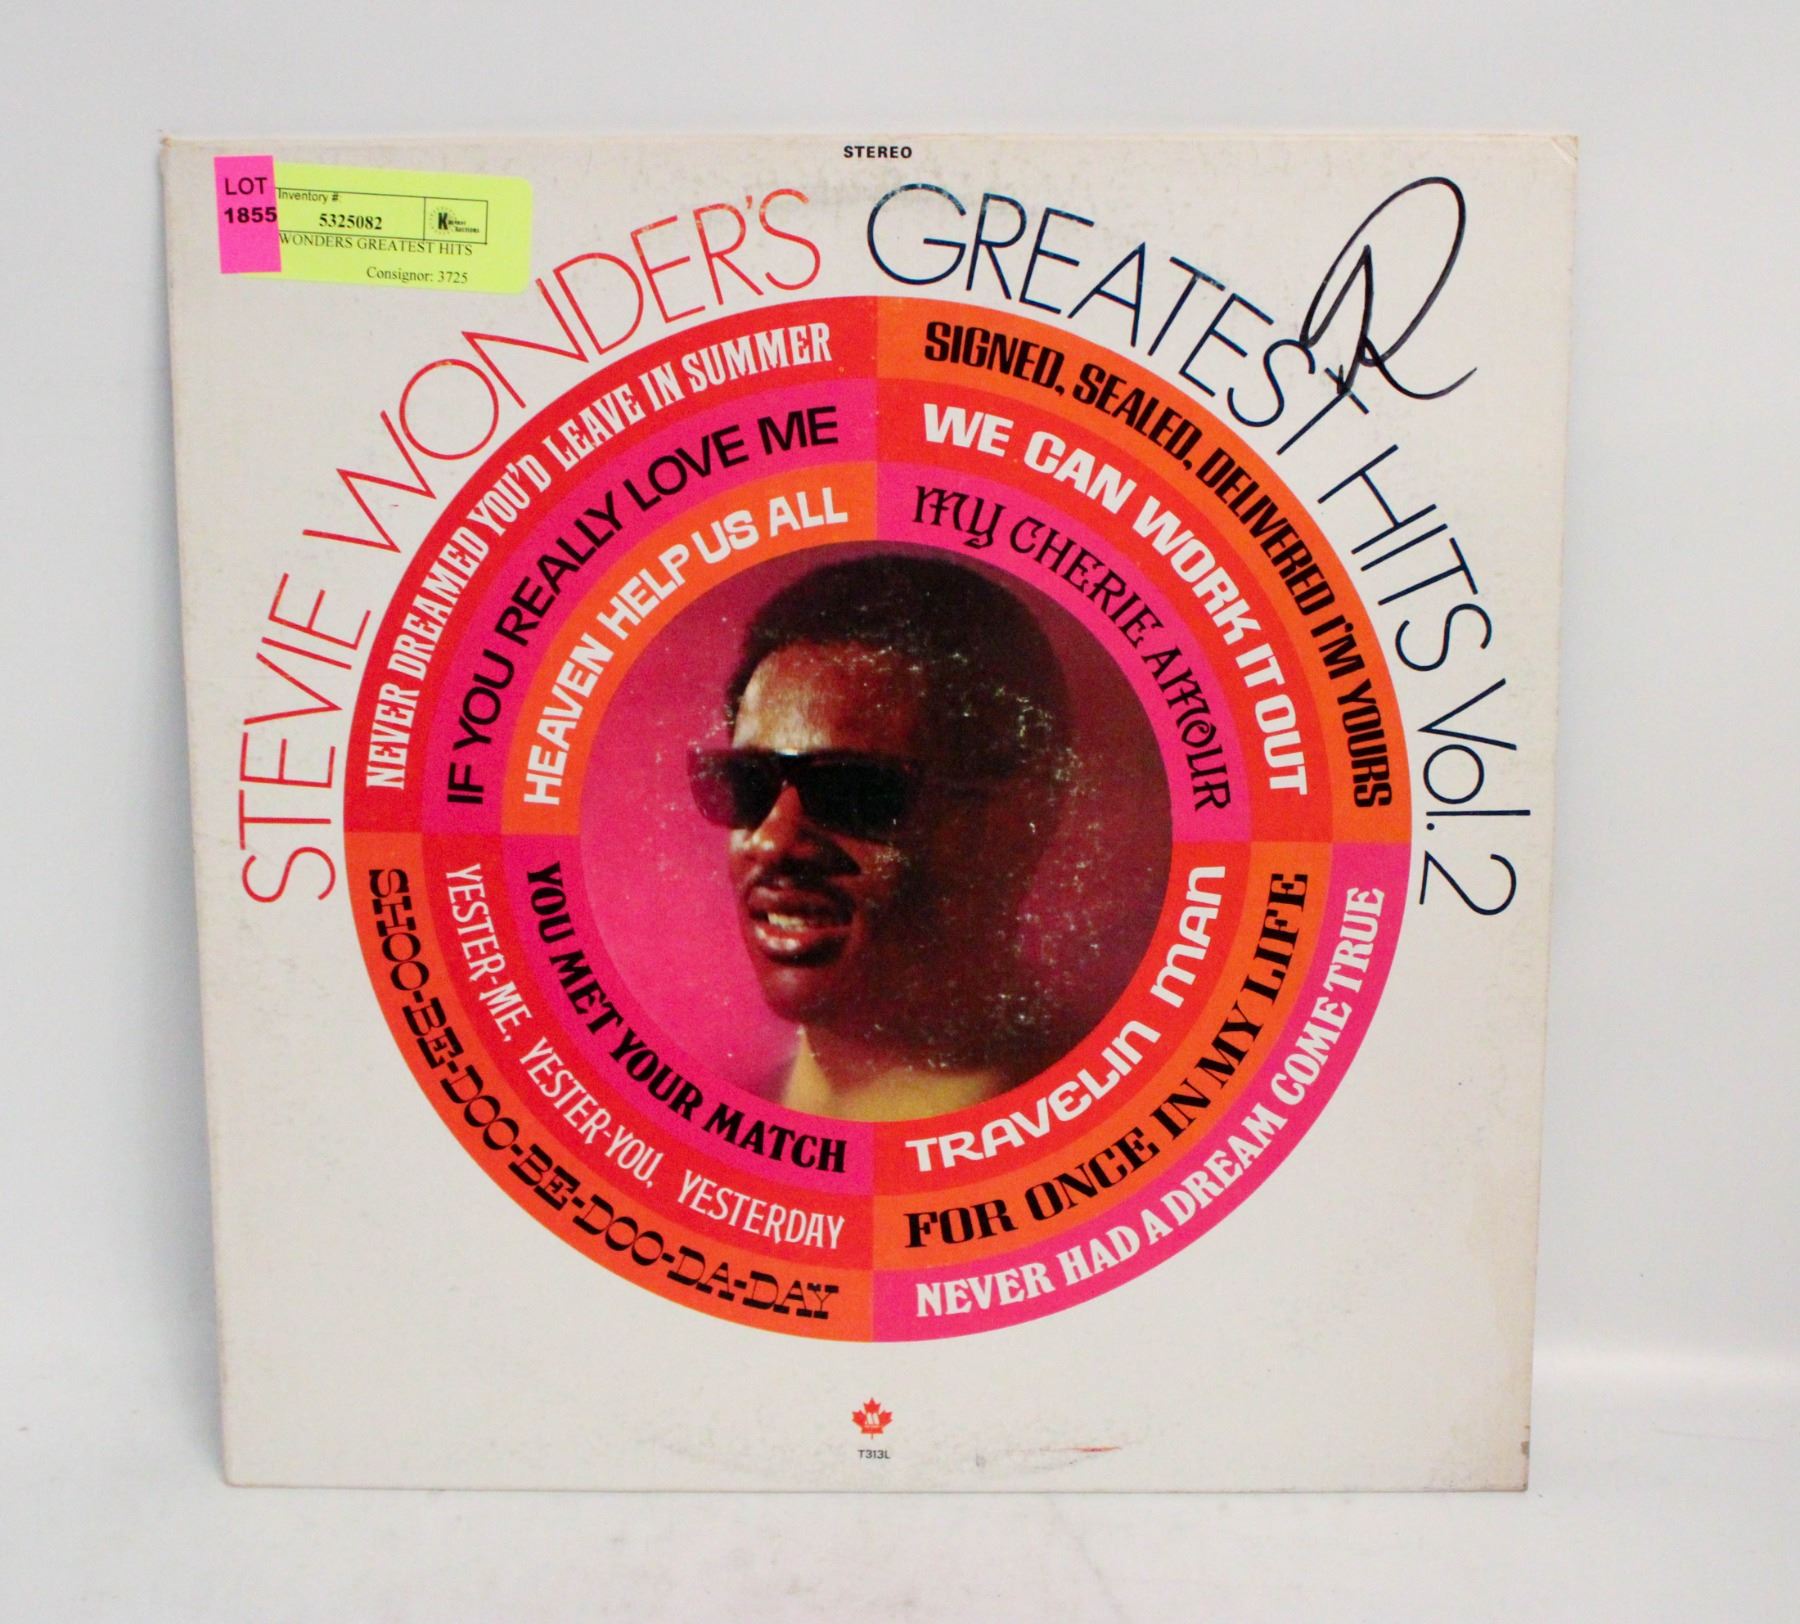 STEREO
LOT
1855
Inventory #:
5325082
WONDERS GREATEST HITS
Consignor: 3725
STEVIE WONDER'S GREATEST HITS Vol. 2
NEVER DREAMED YOU'D LEAVE IN SUMMER
IF YOU REALLY LOVE ME
HEAVEN HELP US ALL
SIGNED, SEALED, DELIVERED I'M YOURS
WE CAN WORK IT OUT
MY CHERIE AMOUR
SHOO-BE-DOO-BE-DOO-DA-DAY
YESTER-ME, YESTER-YOU, YESTERDAY
YOU MET YOUR MATCH
TRAVELIN MAN
FOR ONCE IN MY LIFE
NEVER HAD A DREAM COME TRUE
T313L